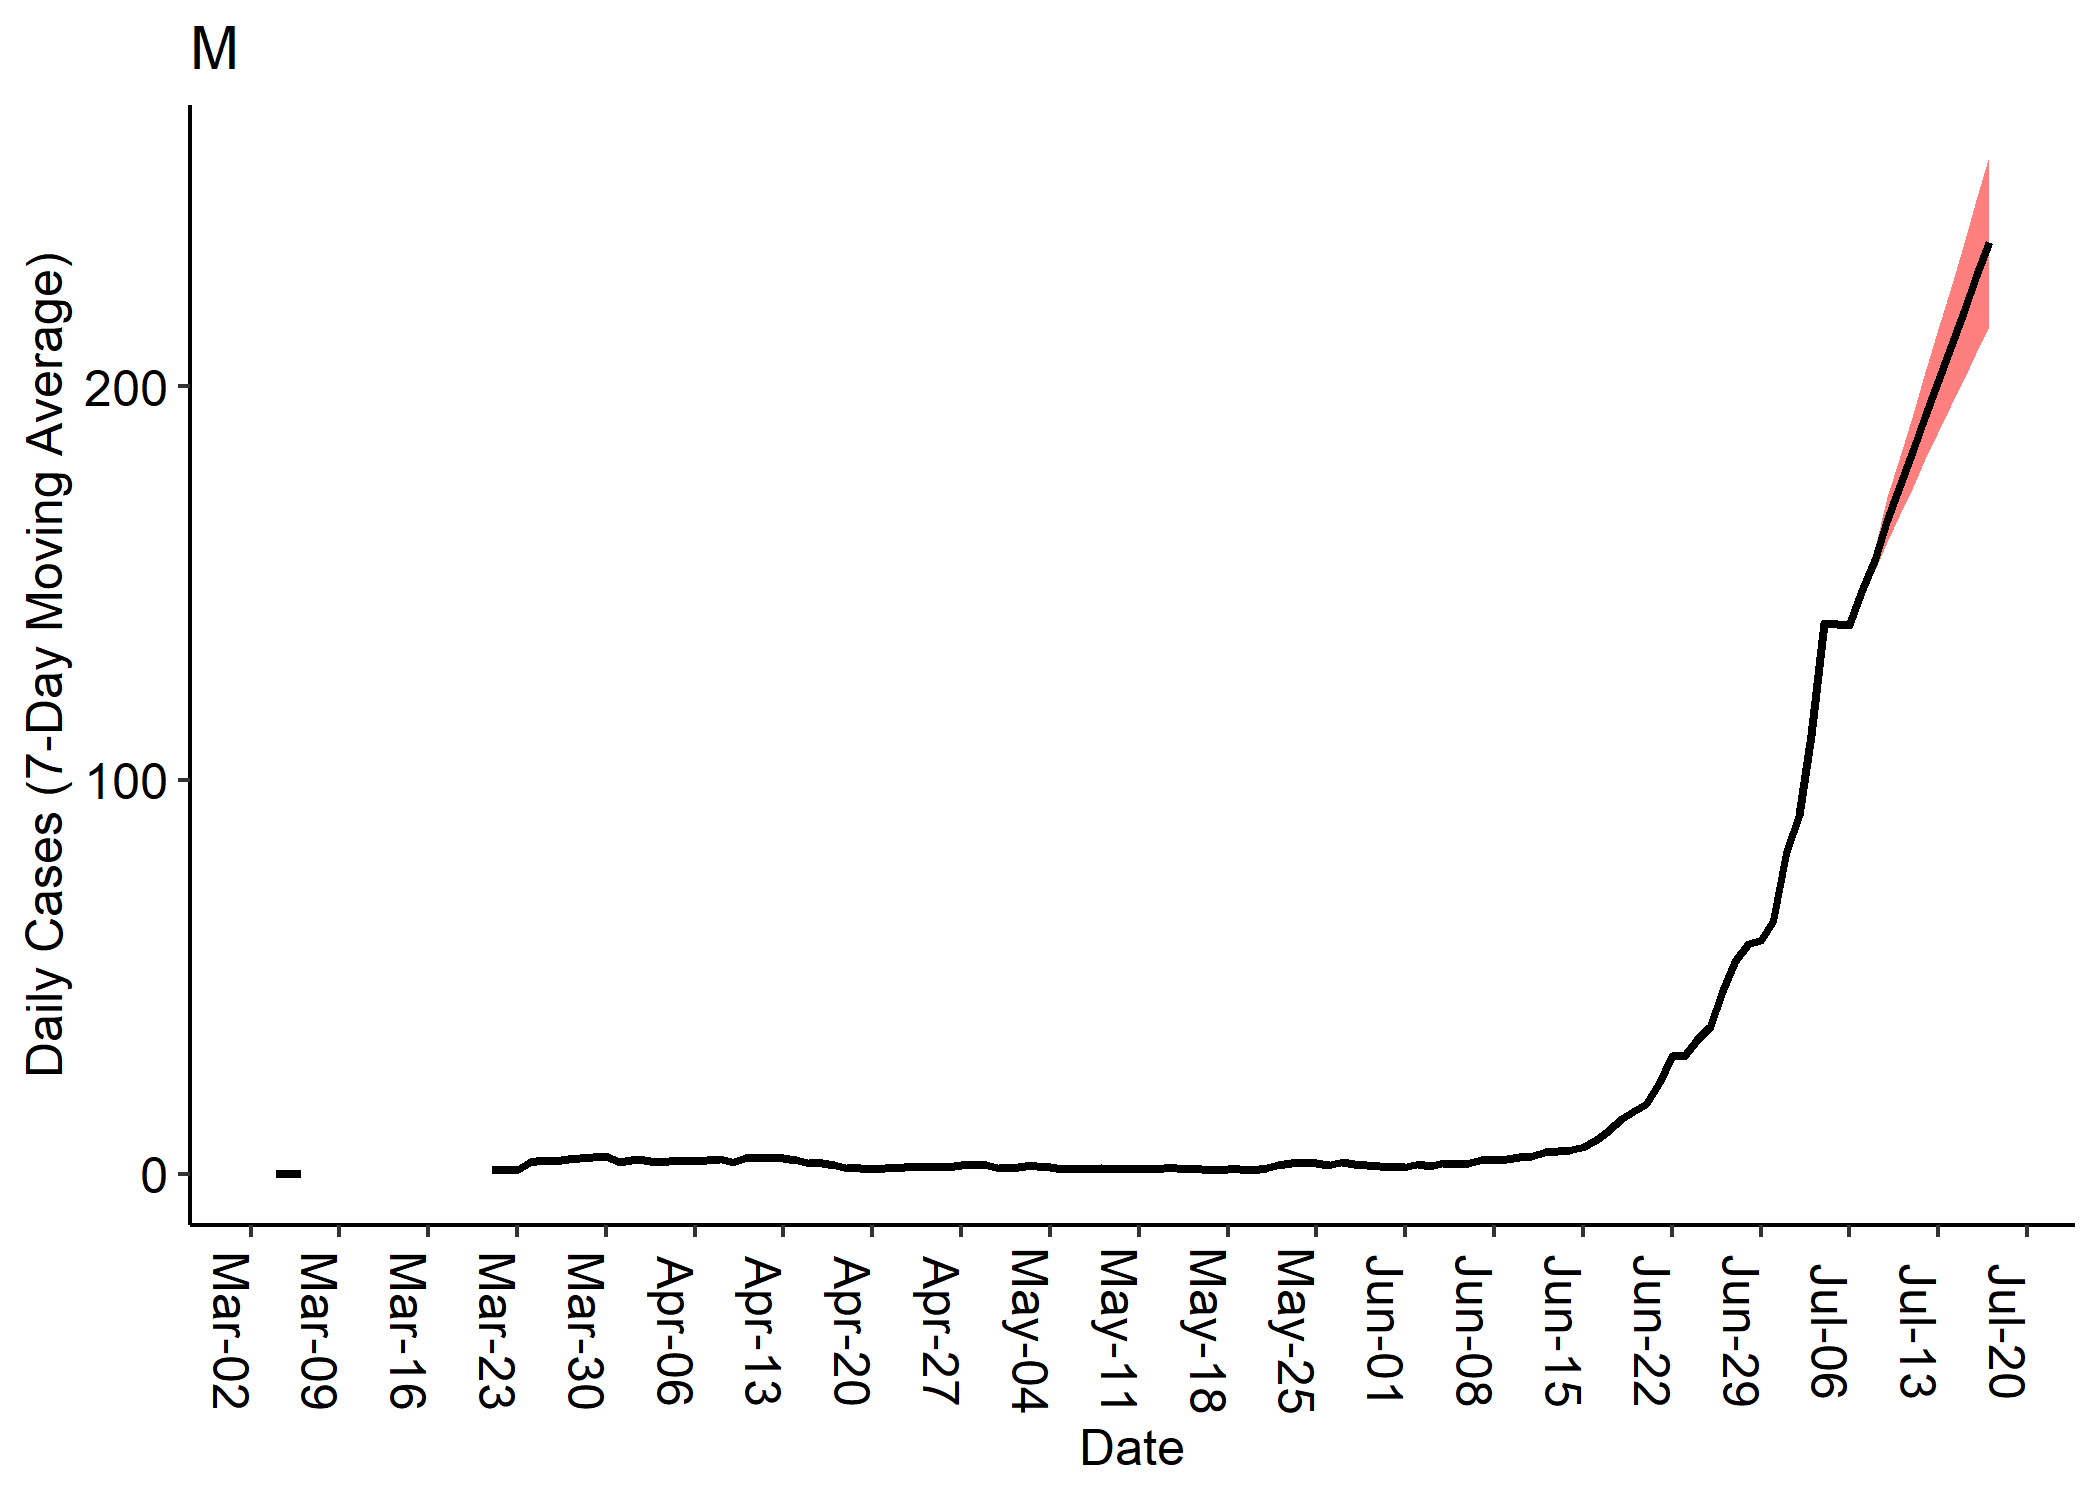 M
Daily Cases (7-Day Moving Average)
200
100
0
Mar-02
Mar-09
Mar-16
Mar-23
Mar-30
Apr-06
Apr-13
Apr-20
Apr-27
May-04
May-11
May-18
May-25
Jun-01
Jun-08
Jun-15
Jun-22
Jun-29
Jul-06
Jul-13
Jul-20
Date